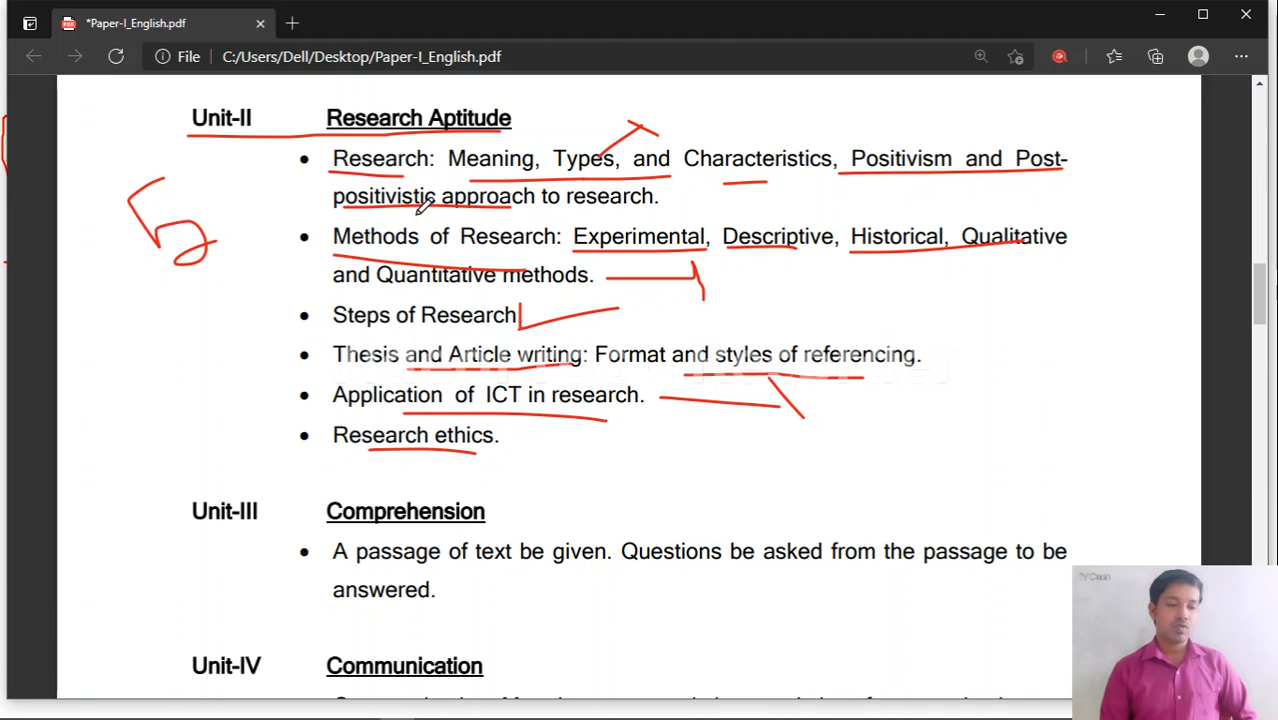 *Paper-I_English.pdf
File C:/Users/Dell/Desktop/Paper-I_English.pdf
Unit-II Research Aptitude
• Research: Meaning, Types, and Characteristics, Positivism and Post-
positivistic approach to research.
• Methods of Research: Experimental, Descriptive, Historical, Qualitative
and Quantitative methods.
• Steps of Research
• Thesis and Article writing: Format and styles of referencing.
• Application of ICT in research.
• Research ethics.
5
Unit-III Comprehension
• A passage of text be given. Questions be asked from the passage to be
answered.
Unit-IV Communication